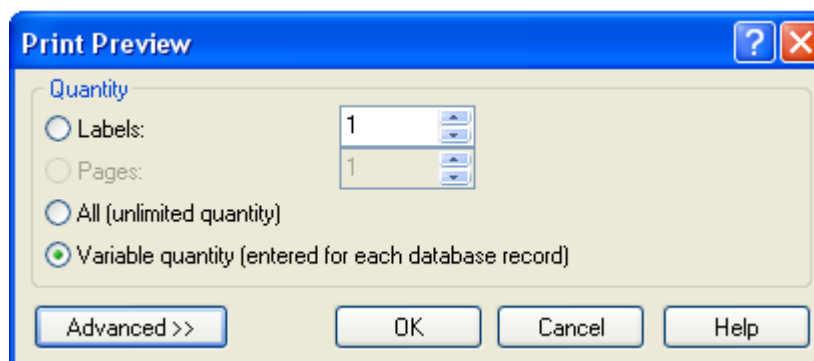 Print Preview
?
Quantity
Labels: 1
Pages: 1
All (unlimited quantity)
Variable quantity (entered for each database record)
Advanced >> OK Cancel Help